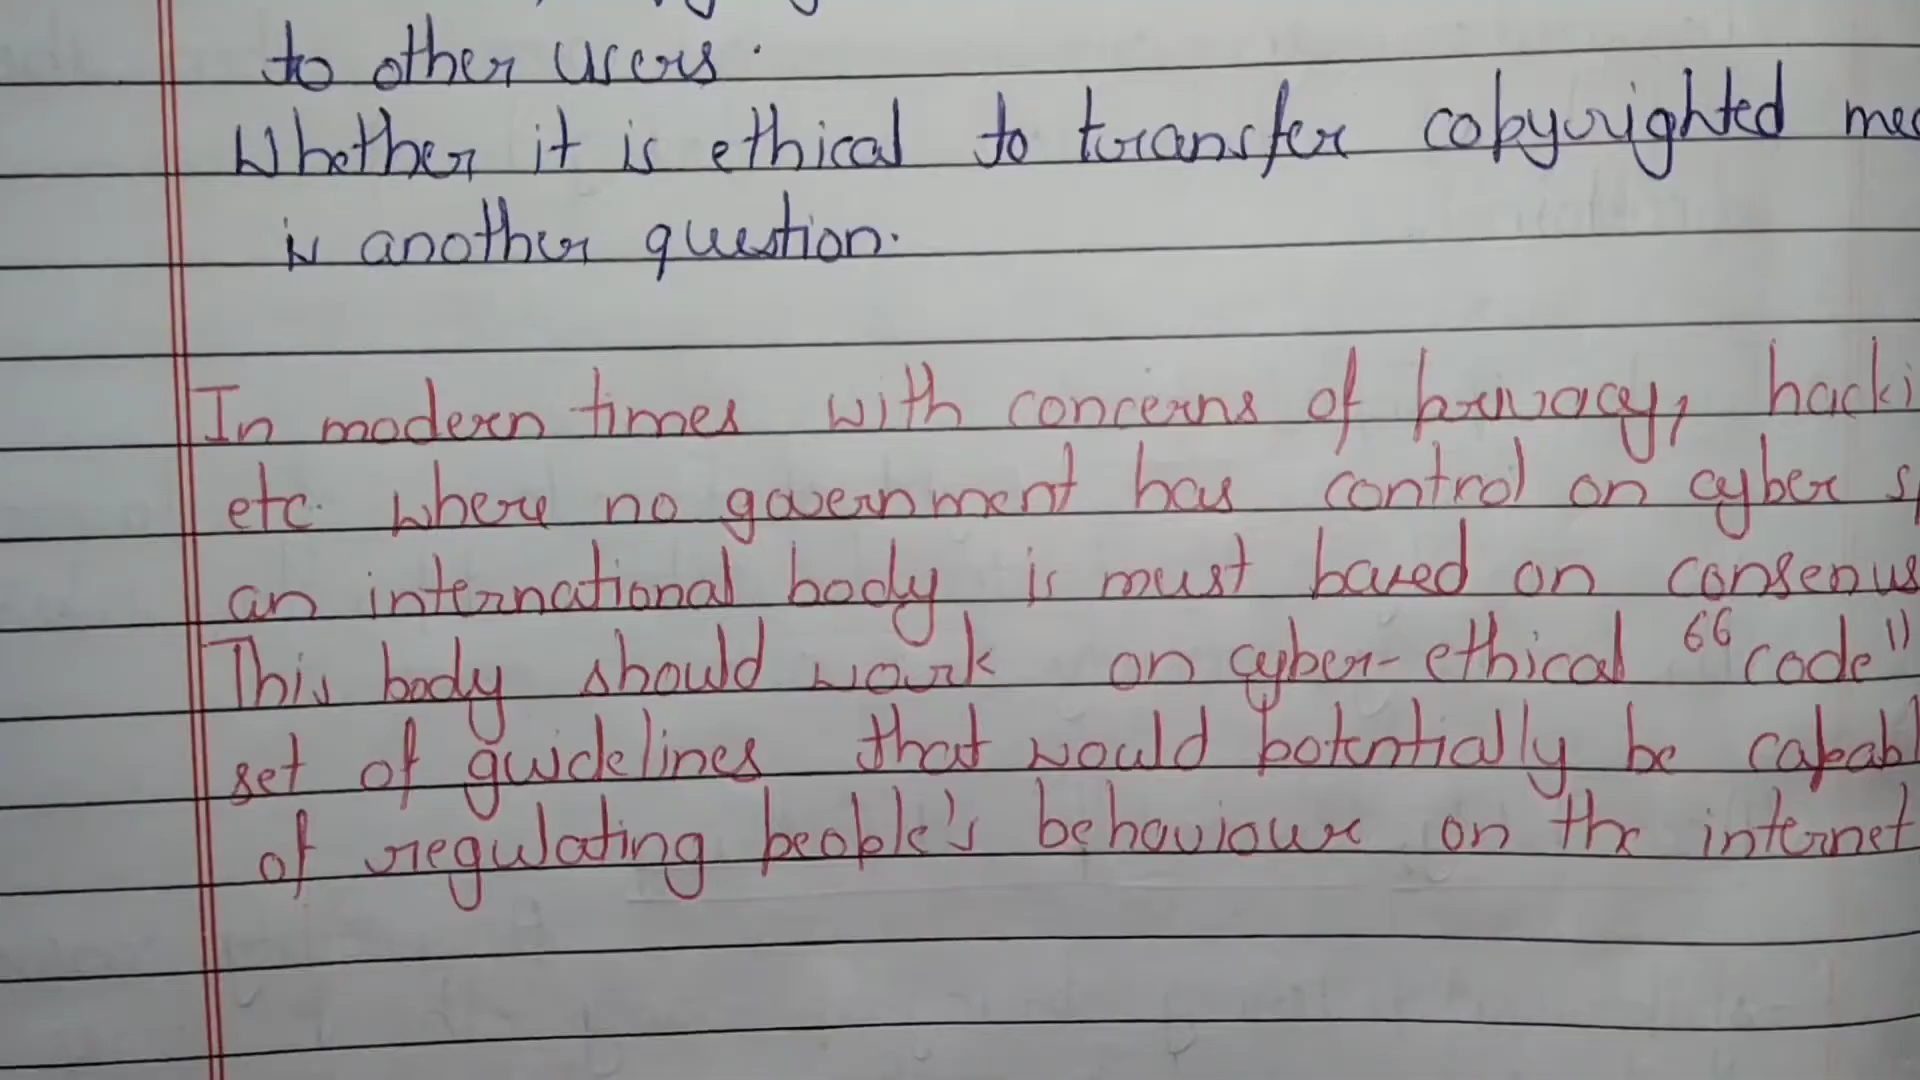 to other users.
Whether it is ethical to transfer copyrighted
is another question.
In modern times with concerns of privacy,
etc. where no government has control on cyber
an international body is must based on consenus
This body should work on cyber-ethical "code"
set of guidelines that would potentially be
of regulating people's behaviour on the internet